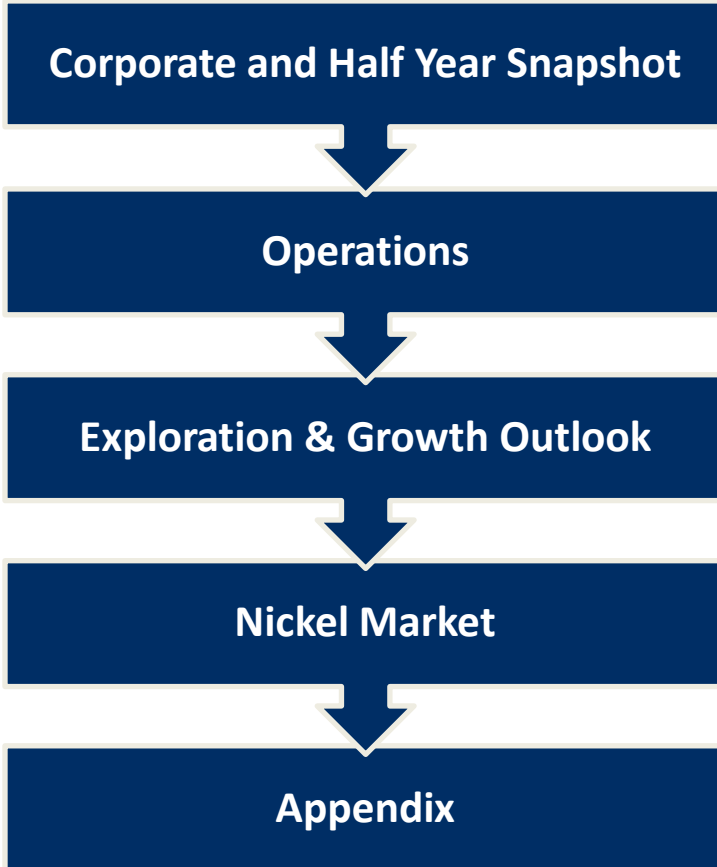 Corporate and Half Year Snapshot
Operations
Exploration & Growth Outlook
Nickel Market
Appendix